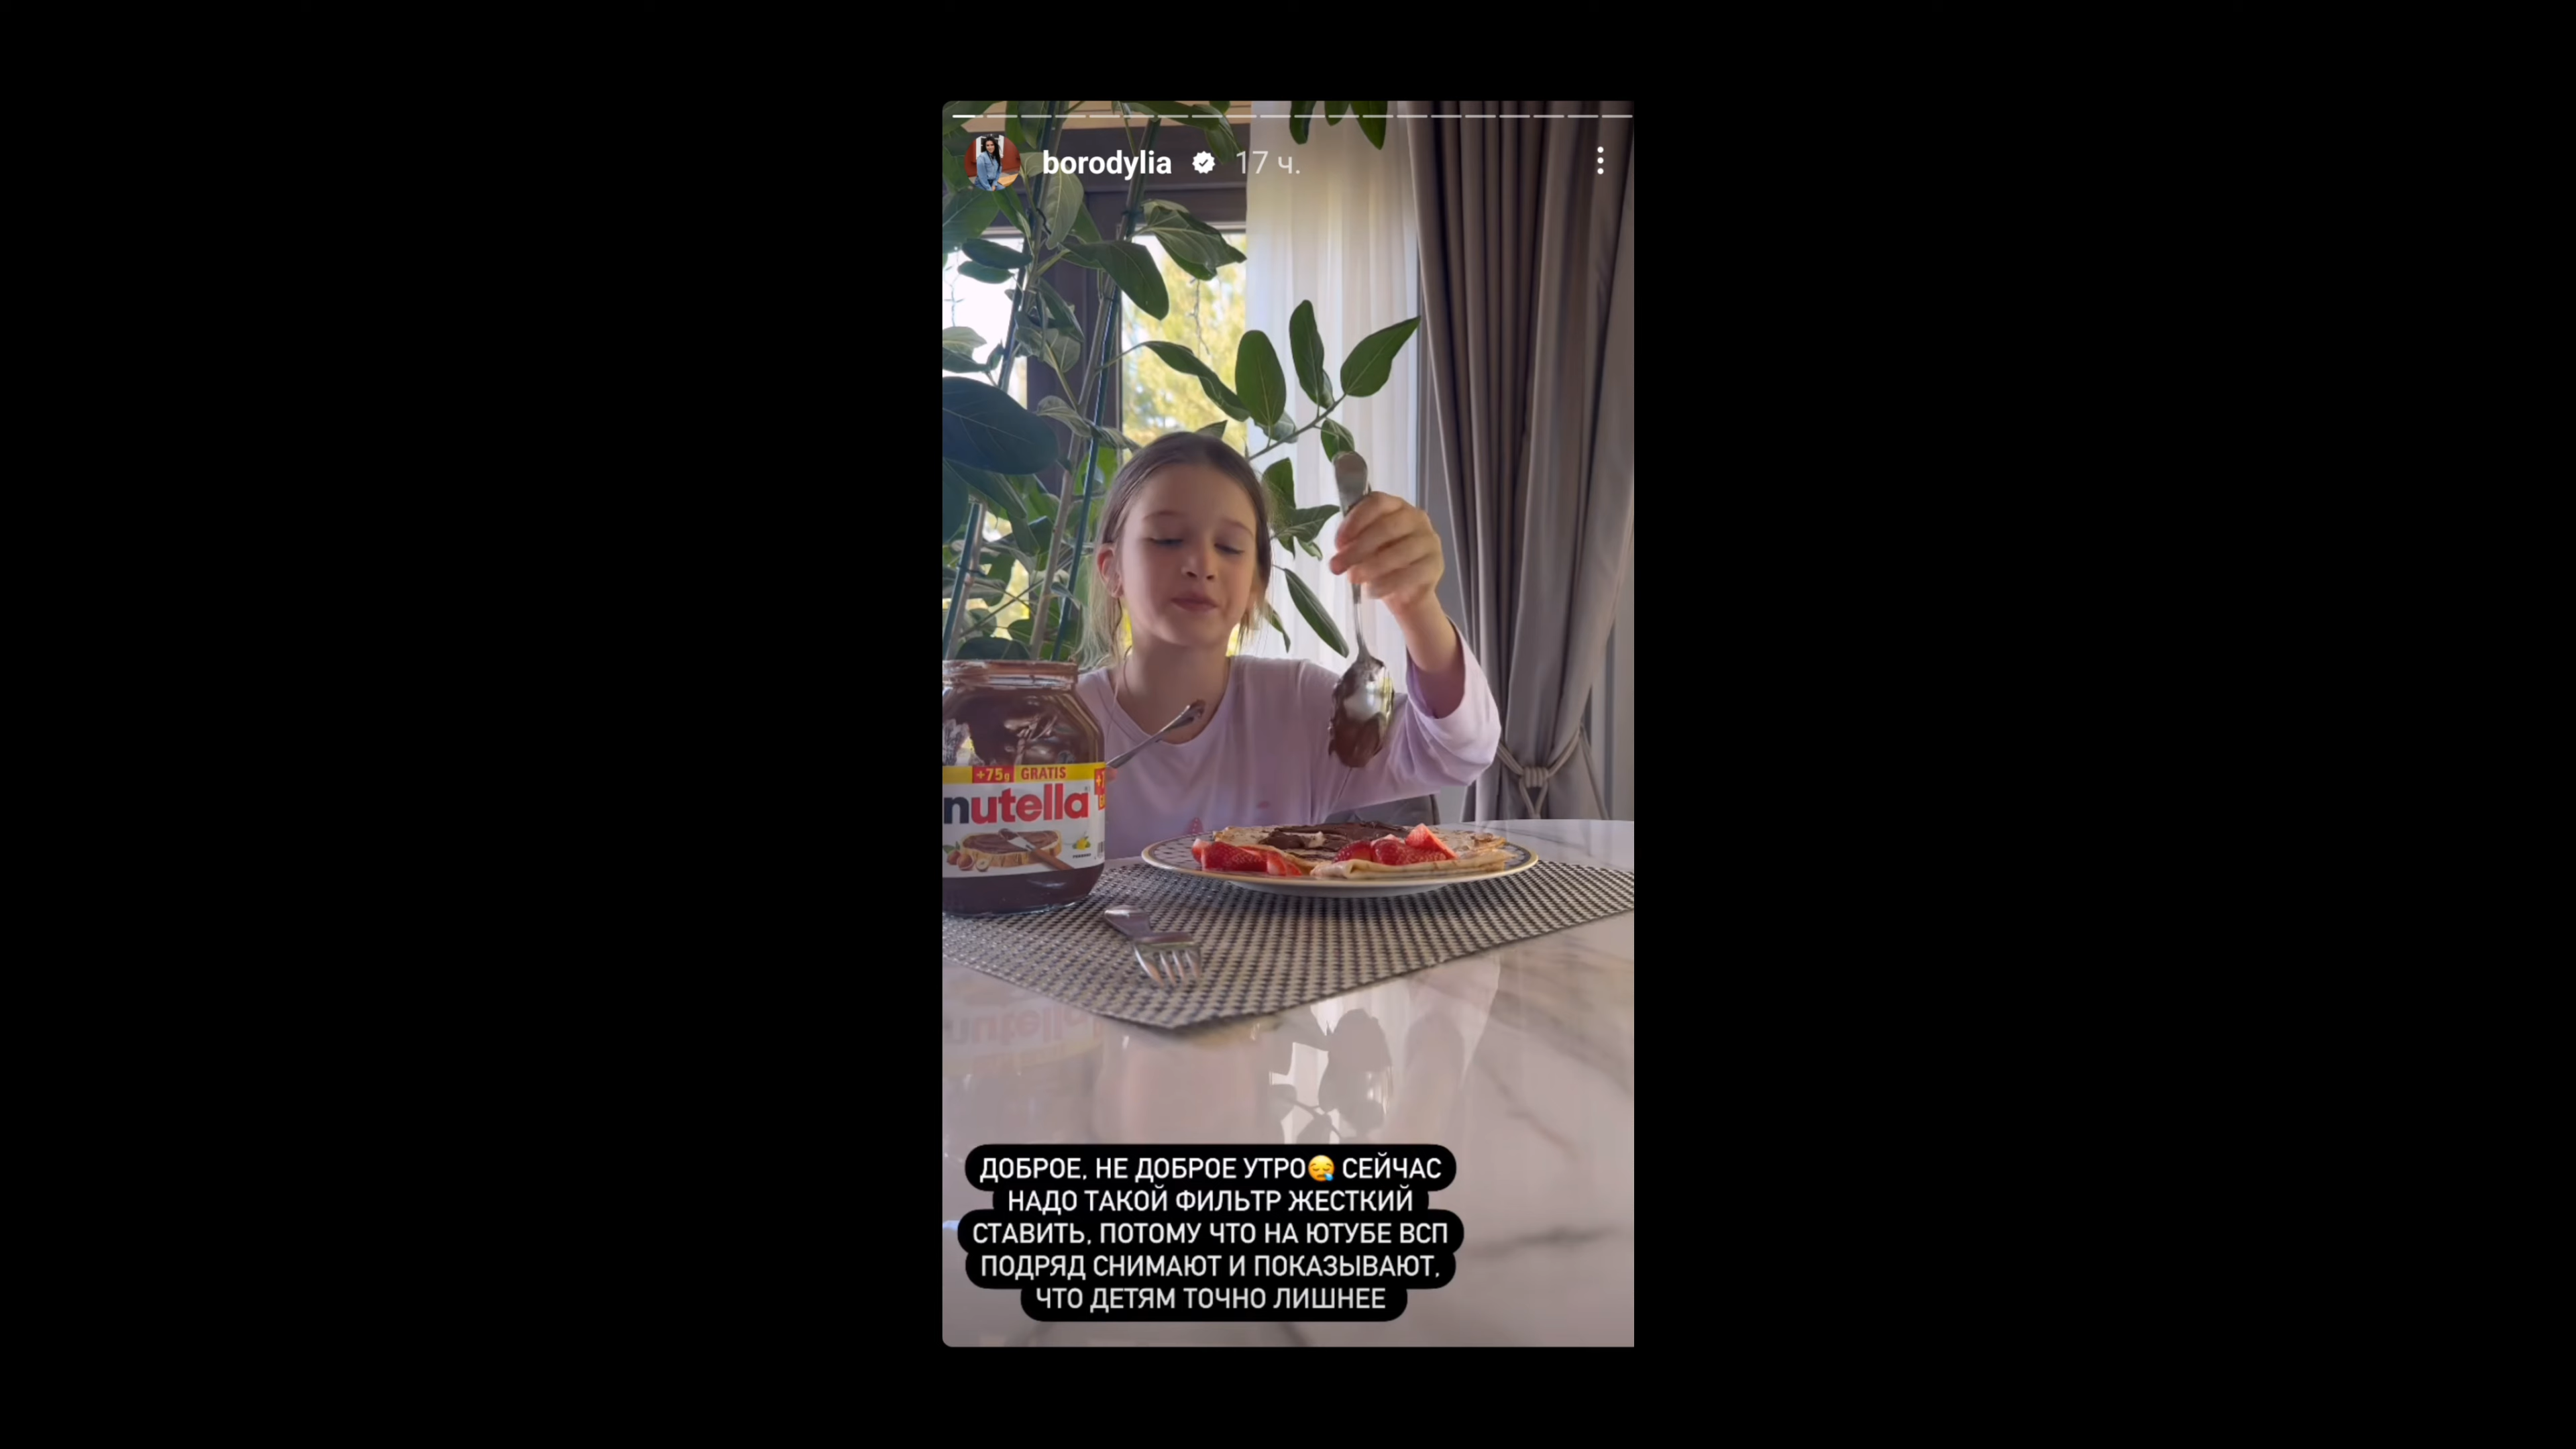 borodylia 17 ч.
+75g GRATIS
nutella
ДОБРОЕ, НЕ ДОБРОЕ УТРО😪 СЕЙЧАС
НАДО ТАКОЙ ФИЛЬТР ЖЕСТКИЙ
СТАВИТЬ, ПОТОМУ ЧТО НА ЮТУБЕ ВСП
ПОДРЯД СНИМАЮТ И ПОКАЗЫВАЮТ,
ЧТО ДЕТЯМ ТОЧНО ЛИШНЕЕ